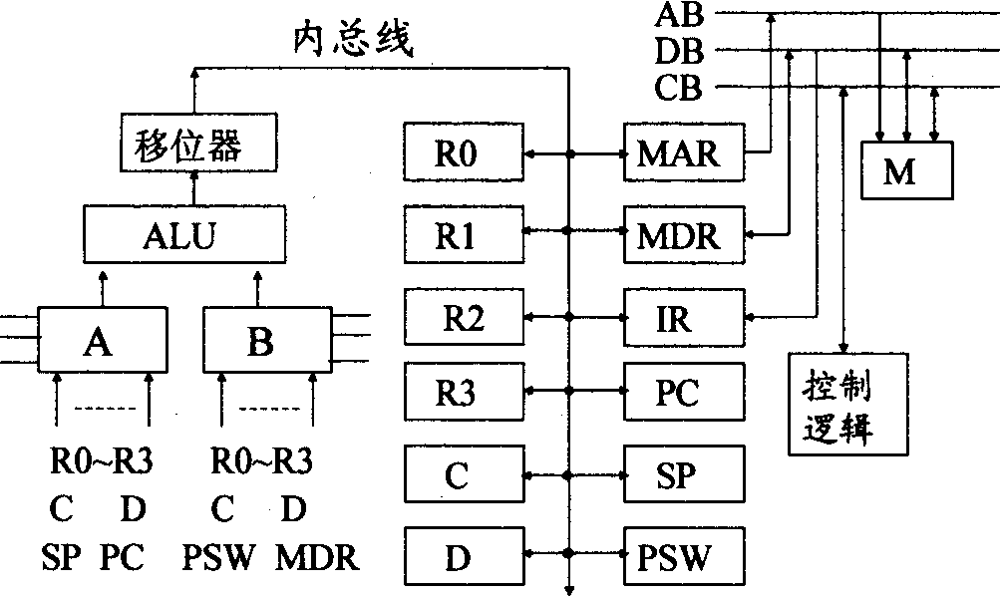 内总线
AB
DB
CB
移位器
ALU
A
B
R0~R3
C D
SP PC
R0~R3
C D
PSW MDR
R0
R1
R2
R3
C
D
MAR
MDR
IR
PC
SP
PSW
M
控制
逻辑